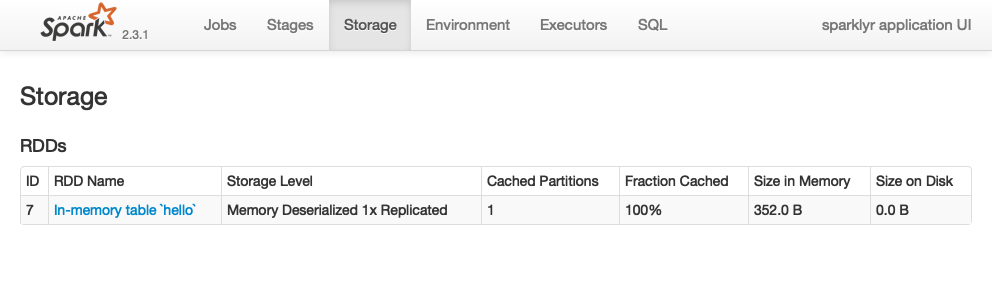 APACHE Spark 2.3.1 Jobs Stages Storage Environment Executors SQL sparklyr application UI
Storage
RDDs
ID RDD Name Storage Level Cached Partitions Fraction Cached Size in Memory Size on Disk
7 In-memory table `hello` Memory Deserialized 1x Replicated 1 100% 352.0 B 0.0 B